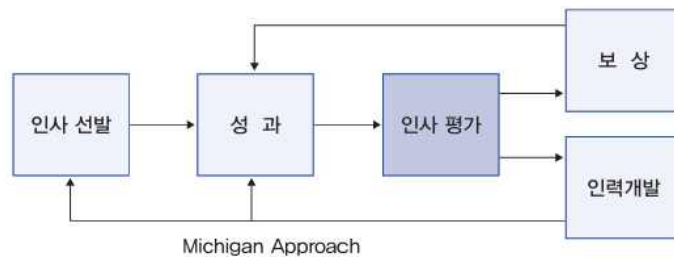 보 상
인사 선발
성 과
인사 평가
인력개발
Michigan Approach